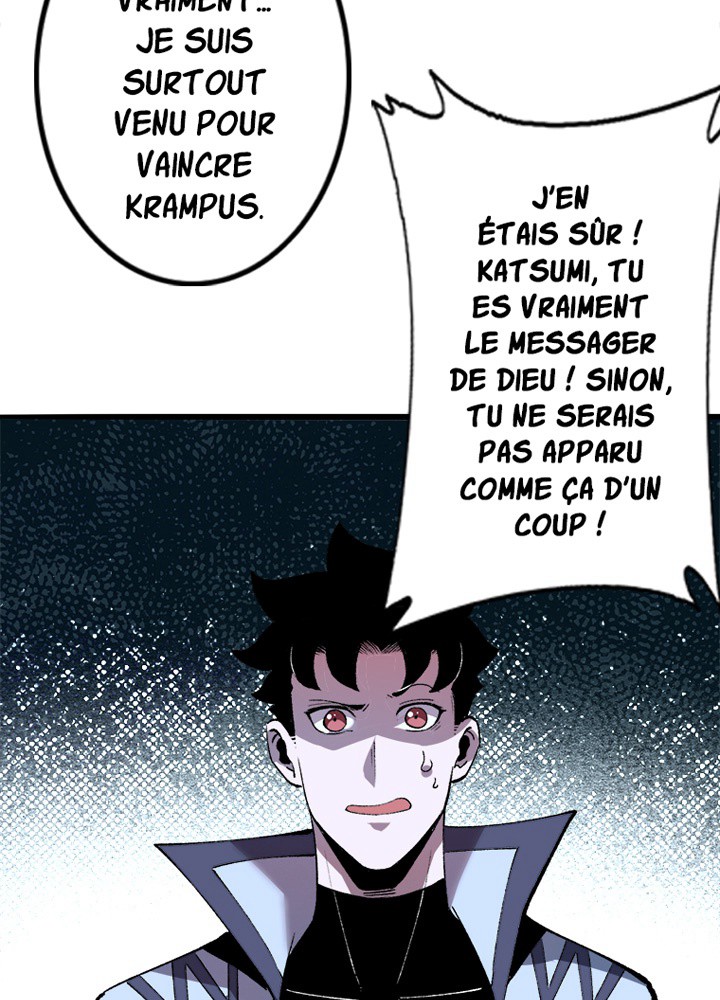 VRAIMENT...
JE SUIS
SURTOUT
VENU POUR
VAINCRE
KRAMPUS.
J'EN
ÉTAIS SÛR !
KATSUMI, TU
ES VRAIMENT
LE MESSAGER
DE DIEU ! SINON,
TU NE SERAIS
PAS APPARU
COMME ÇA D'UN
COUP !